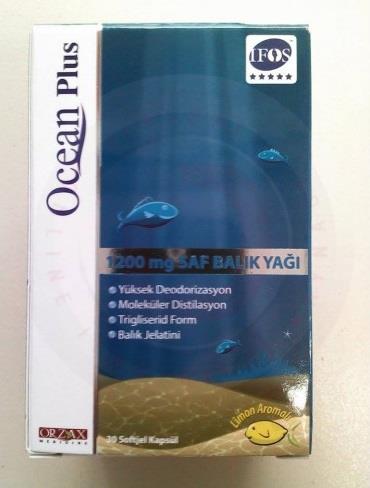 Ocean Plus
IFOS
1200 mg SAF BALIK YAĞI
Yüksek Deodorizasyon
Moleküler Distilasyon
Trigliserid Form
Balık Jelatini
Limon Aromalı
ORZAX
MEDICINE
30 Softjel Kapsül